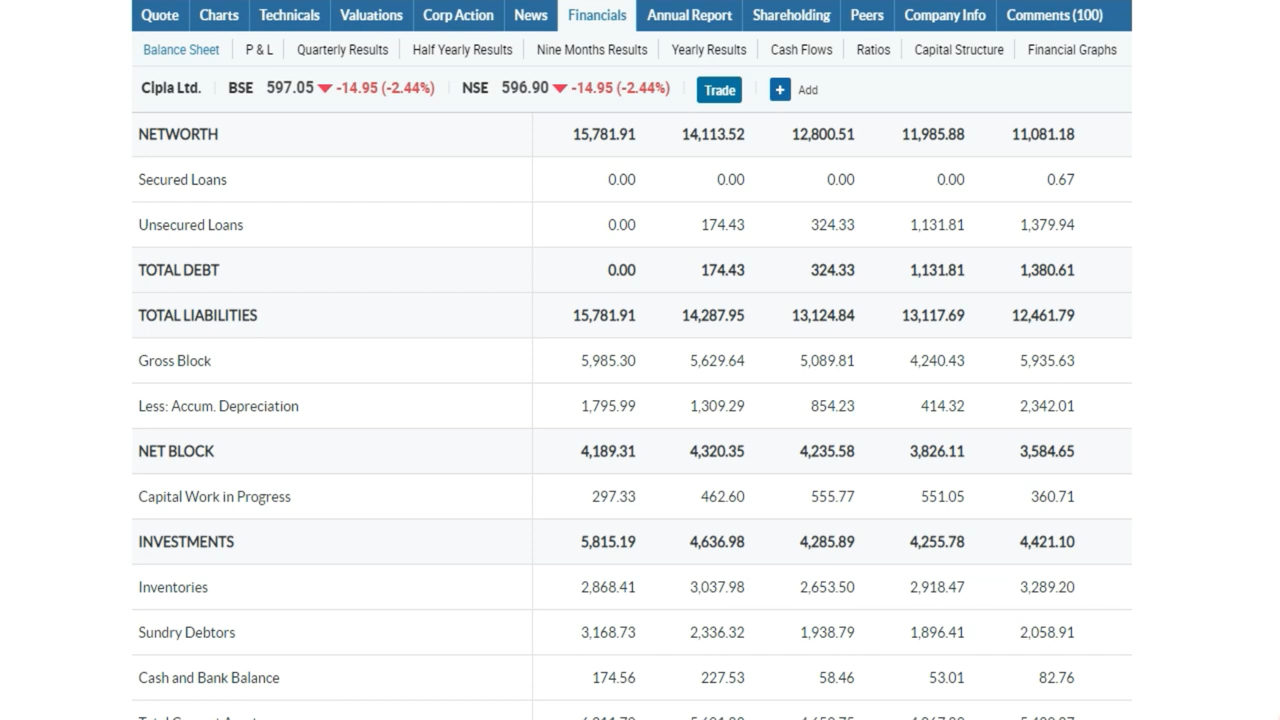 Quote Charts Technicals Valuations Corp Action News Financials Annual Report Shareholding Peers Company Info Comments (100)
Balance Sheet P & L Quarterly Results Half Yearly Results Nine Months Results Yearly Results Cash Flows Ratios Capital Structure Financial Graphs
Cipla Ltd. BSE 597.05 -14.95 (-2.44%) NSE 596.90 -14.95 (-2.44%) Trade + Add
NETWORTH 15,781.91 14,113.52 12,800.51 11,985.88 11,081.18
Secured Loans 0.00 0.00 0.00 0.00 0.67
Unsecured Loans 0.00 174.43 324.33 1,131.81 1,379.94
TOTAL DEBT 0.00 174.43 324.33 1,131.81 1,380.61
TOTAL LIABILITIES 15,781.91 14,287.95 13,124.84 13,117.69 12,461.79
Gross Block 5,985.30 5,629.64 5,089.81 4,240.43 5,935.63
Less: Accum. Depreciation 1,795.99 1,309.29 854.23 414.32 2,342.01
NET BLOCK 4,189.31 4,320.35 4,235.58 3,826.11 3,584.65
Capital Work in Progress 297.33 462.60 555.77 551.05 360.71
INVESTMENTS 5,815.19 4,636.98 4,285.89 4,255.78 4,421.10
Inventories 2,868.41 3,037.98 2,653.50 2,918.47 3,289.20
Sundry Debtors 3,168.73 2,336.32 1,938.79 1,896.41 2,058.91
Cash and Bank Balance 174.56 227.53 58.46 53.01 82.76